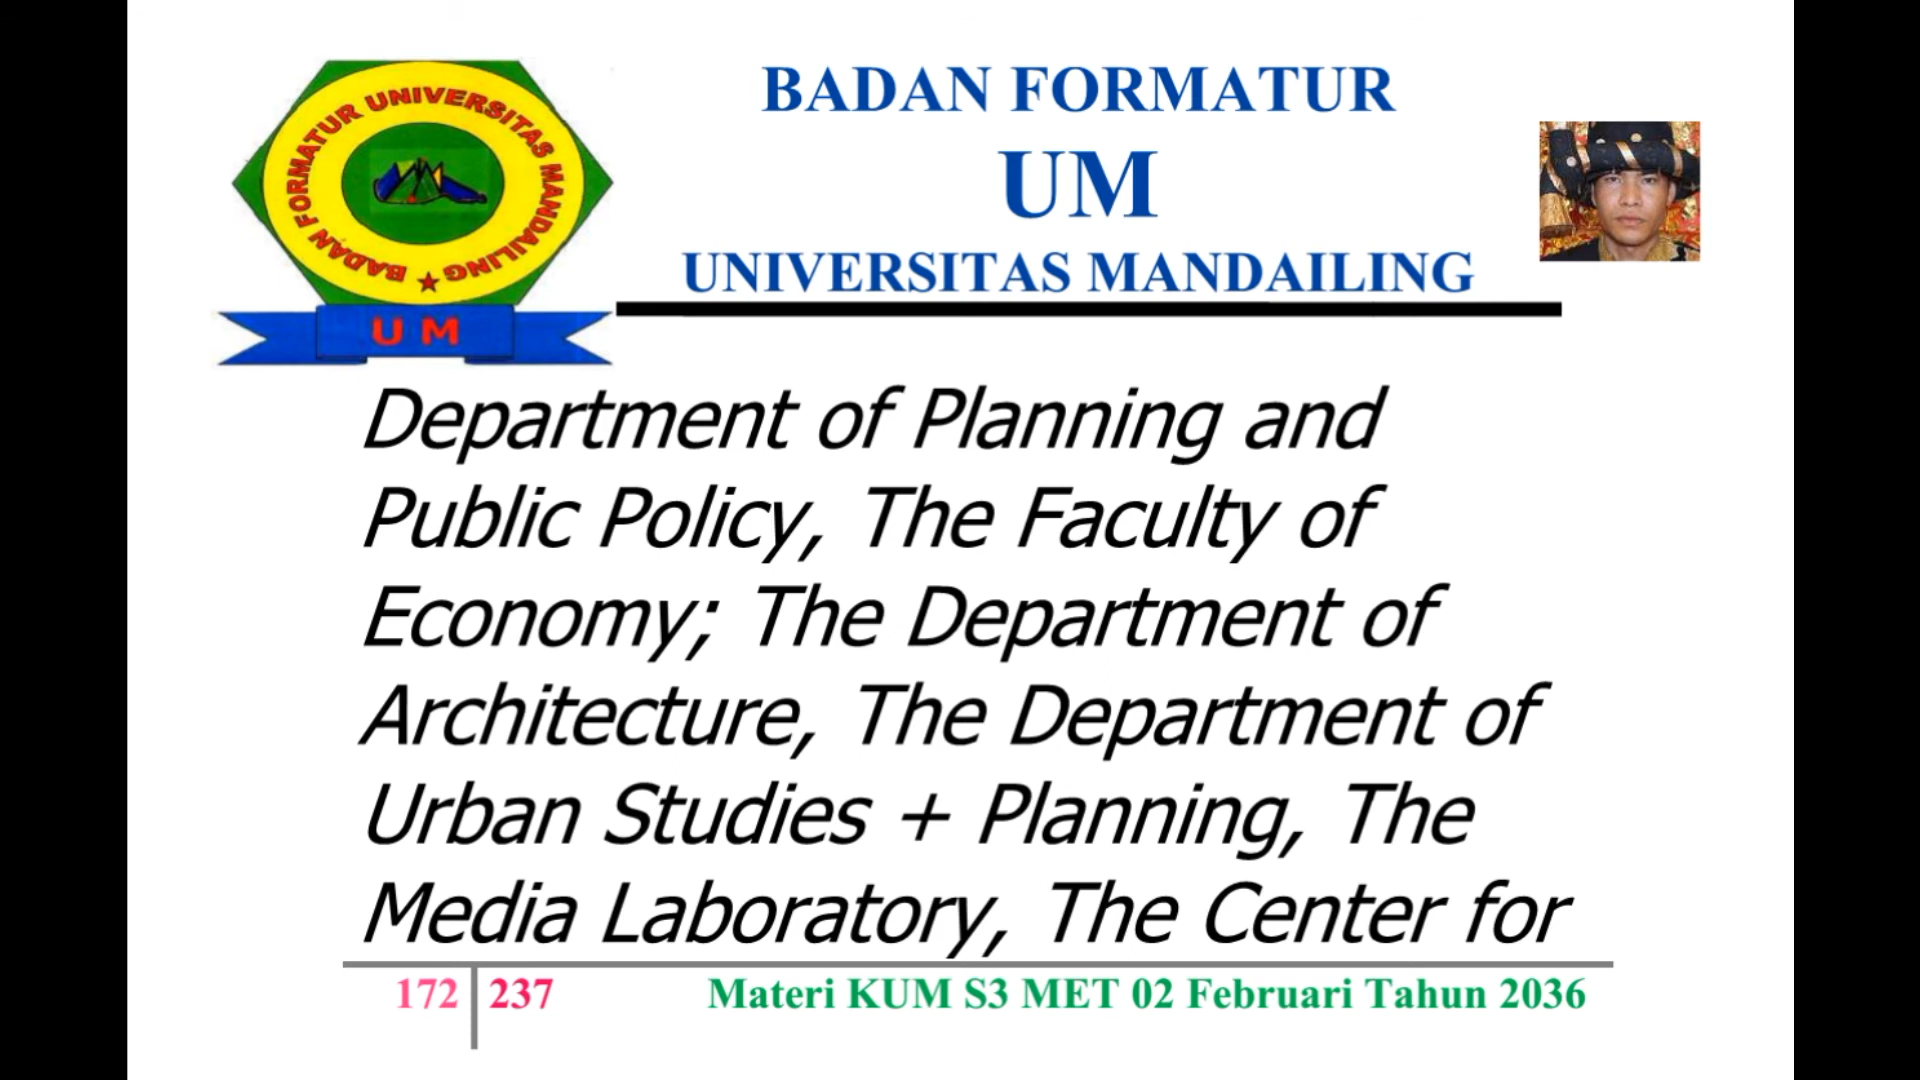 BADAN FORMATUR UNIVERSITAS MANDAILING
U M
BADAN FORMATUR
UM
UNIVERSITAS MANDAILING
Department of Planning and
Public Policy, The Faculty of
Economy; The Department of
Architecture, The Department of
Urban Studies + Planning, The
Media Laboratory, The Center for
172 237 Materi KUM S3 MET 02 Februari Tahun 2036